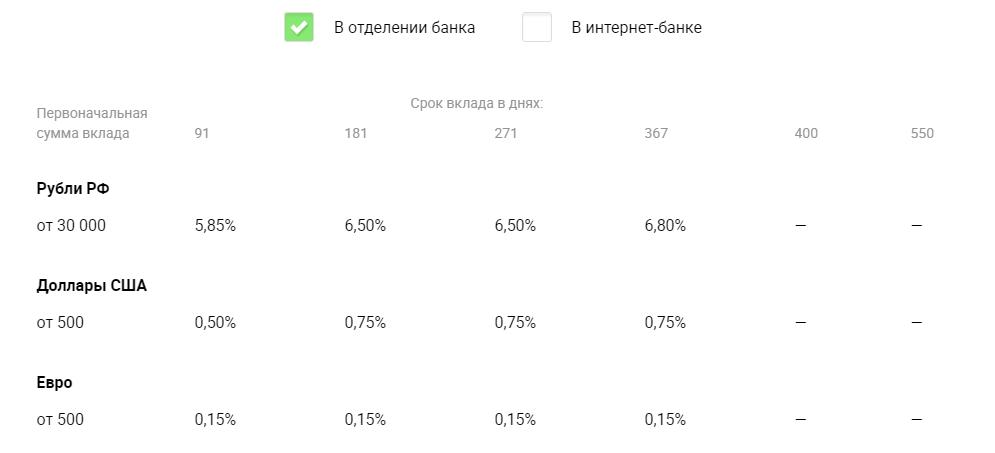 В отделении банка В интернет-банке
Срок вклада в днях:
Первоначальная
сумма вклада 91 181 271 367 400 550
Рубли РФ
от 30 000 5,85% 6,50% 6,50% 6,80% — —
Доллары США
от 500 0,50% 0,75% 0,75% 0,75% — —
Евро
от 500 0,15% 0,15% 0,15% 0,15% — —